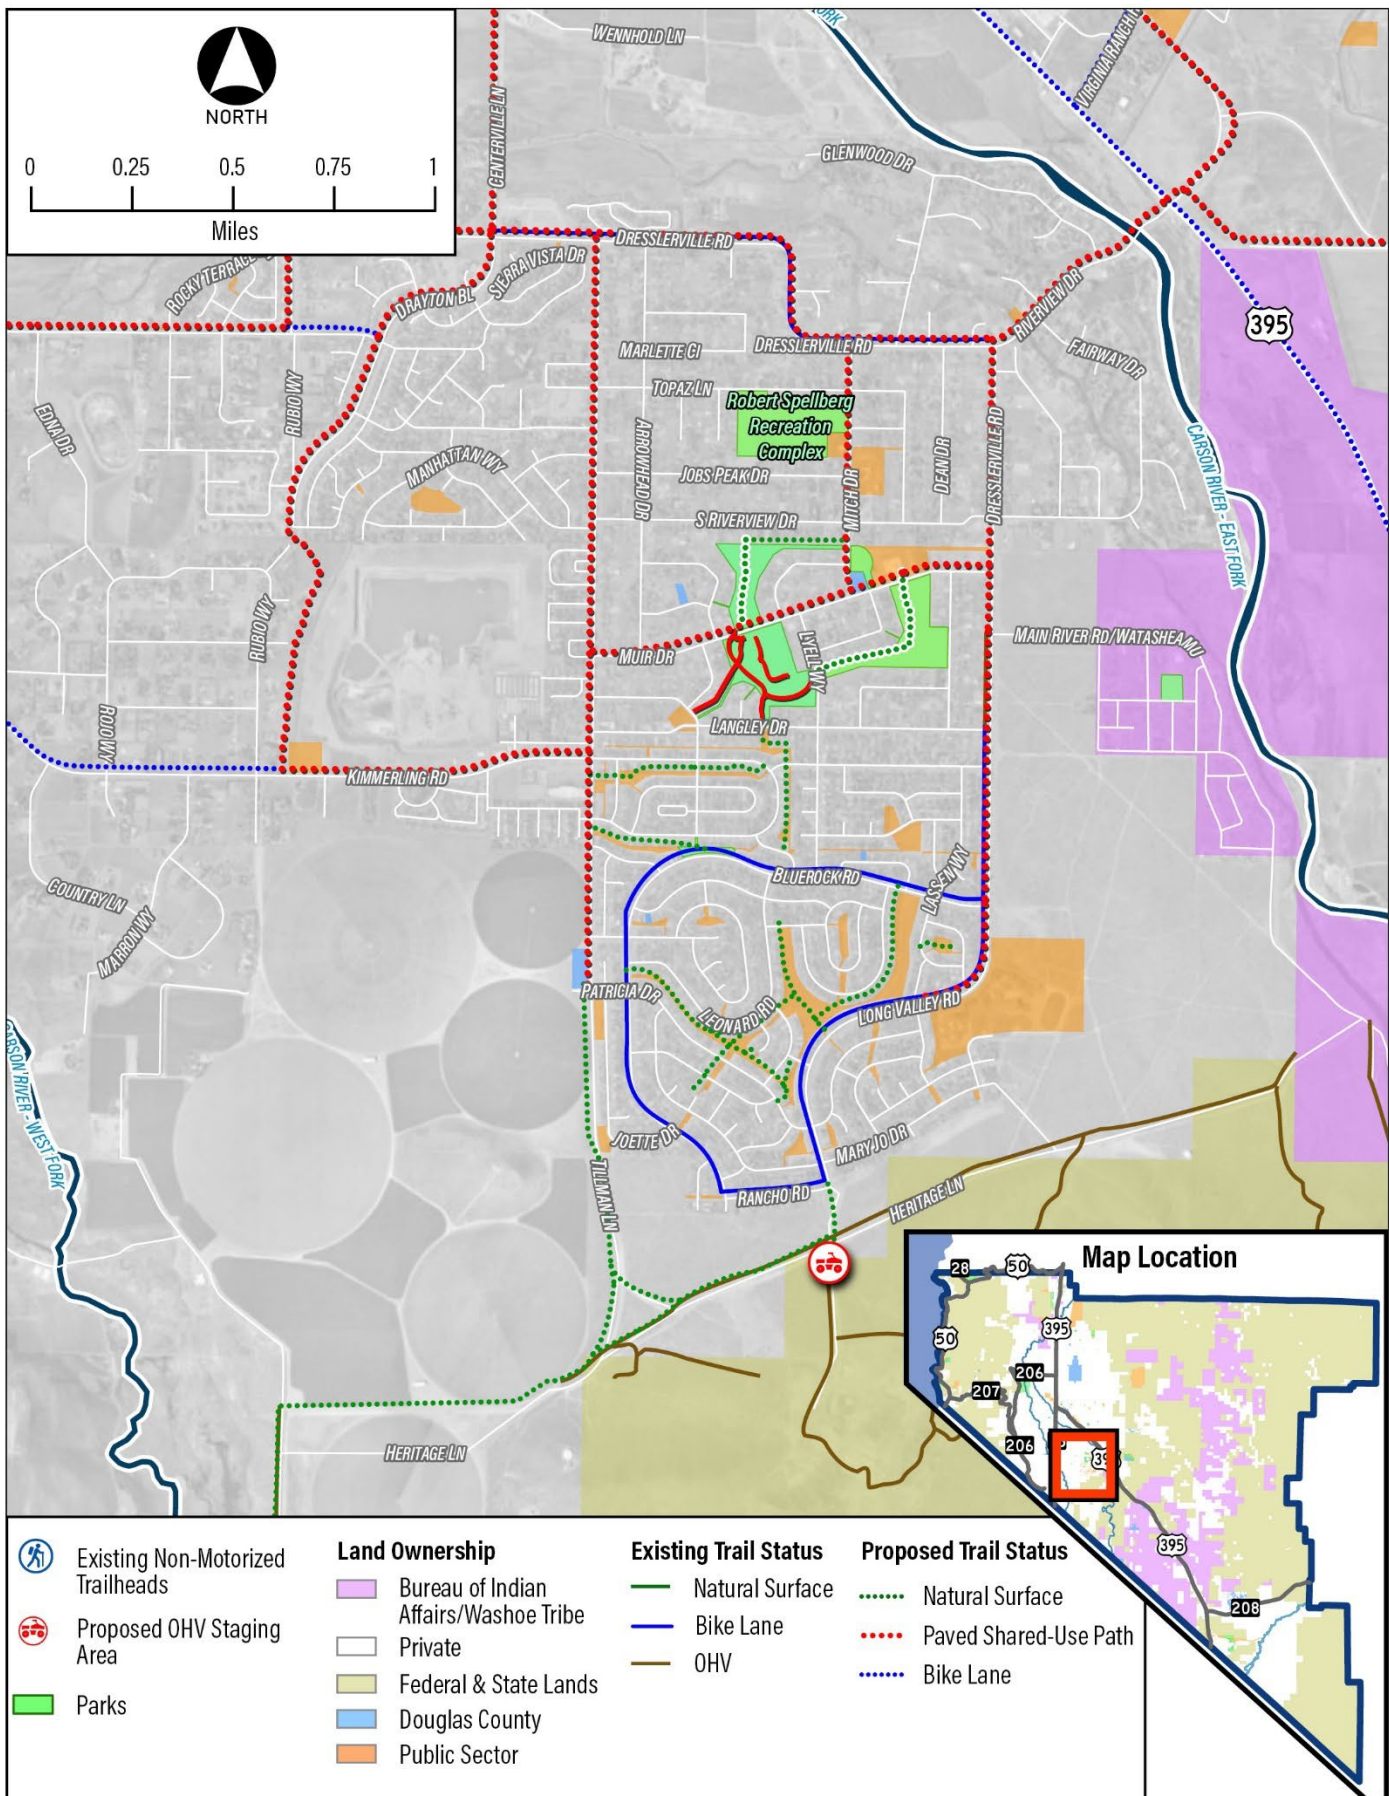 NORTH
0 0.25 0.5 0.75 1
Miles
WENNHOLD LN
CENTERVILLE LN
FORK
VIRGINIA RANCH
GLENWOOD DR
DRESSLERVILLE RD
SIERRA VISTA DR
ROCKY TERRACE
DRAYTON BL
RIVERVIEW DR
395
MARLETTE CI
DRESSLERVILLE RD
FAIRWAY DR
TOPAZ LN
Robert Spellberg
Recreation
Complex
EDNA DR
RUBIO WY
ARROWHEAD DR
MANHATTAN WY
JOBS PEAK DR
MITCH DR
DEAN DR
DRESSLERVILLE RD
CARSON RIVER - EAST FORK
S RIVERVIEW DR
RUBIO WY
MUIR DR
LYELL WY
MAIN RIVER RD/WATASHEAMU
ROJO WY
LANGLEY DR
KIMMERLING RD
BLUEROCK RD
LASSEN WY
COUNTRY LN
MARRON WY
PATRICIA DR
LEONARD RD
LONG VALLEY RD
CARSON RIVER - WEST FORK
JOETTE DR
MARY JO DR
TILLMAN LN
RANCHO RD
HERITAGE LN
HERITAGE LN
Map Location
28
50
50
395
206
207
206
395
395
208
Existing Non-Motorized
Trailheads
Proposed OHV Staging
Area
Parks
Land Ownership
Bureau of Indian
Affairs/Washoe Tribe
Private
Federal & State Lands
Douglas County
Public Sector
Existing Trail Status
Natural Surface
Bike Lane
OHV
Proposed Trail Status
Natural Surface
Paved Shared-Use Path
Bike Lane